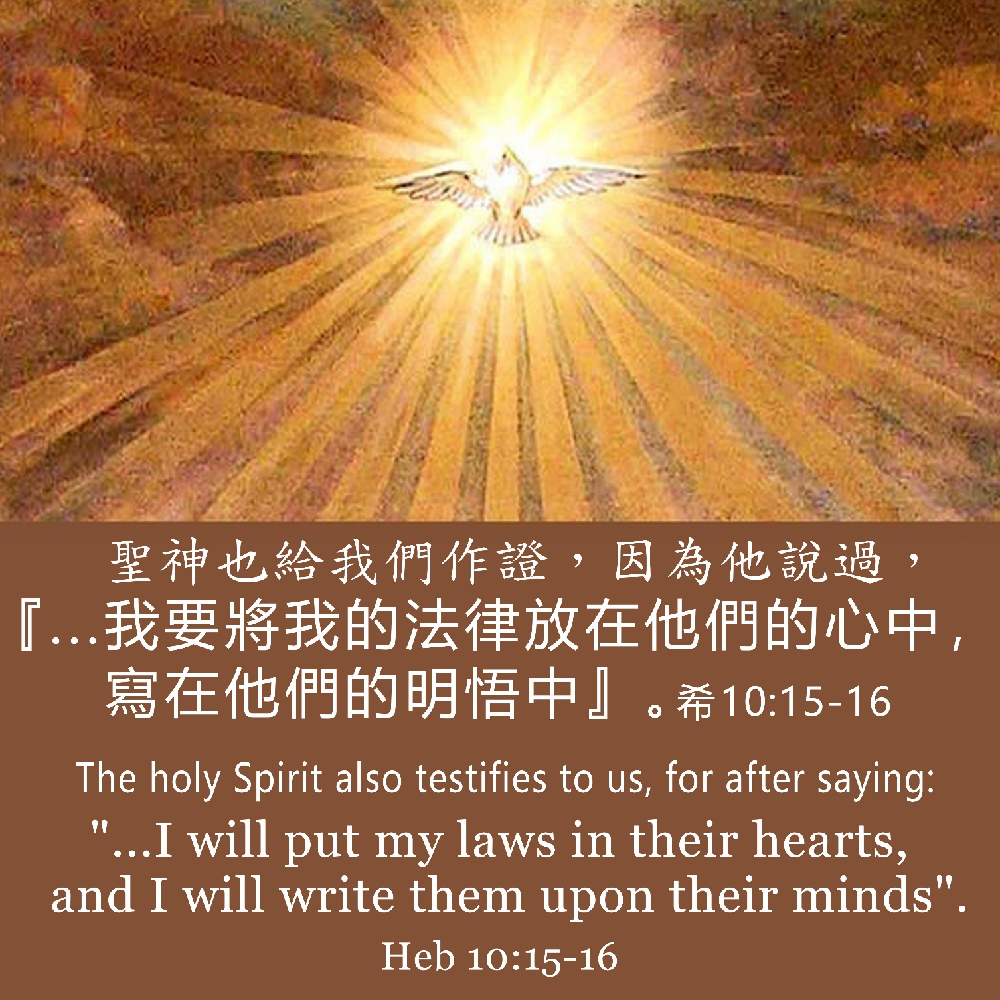 聖神也給我們作證，因為他說過，
『…我要將我的法律放在他們的心中,
寫在他們的明悟中』。希10:15-16
The holy Spirit also testifies to us, for after saying:
"...I will put my laws in their hearts,
and I will write them upon their minds".
Heb 10:15-16